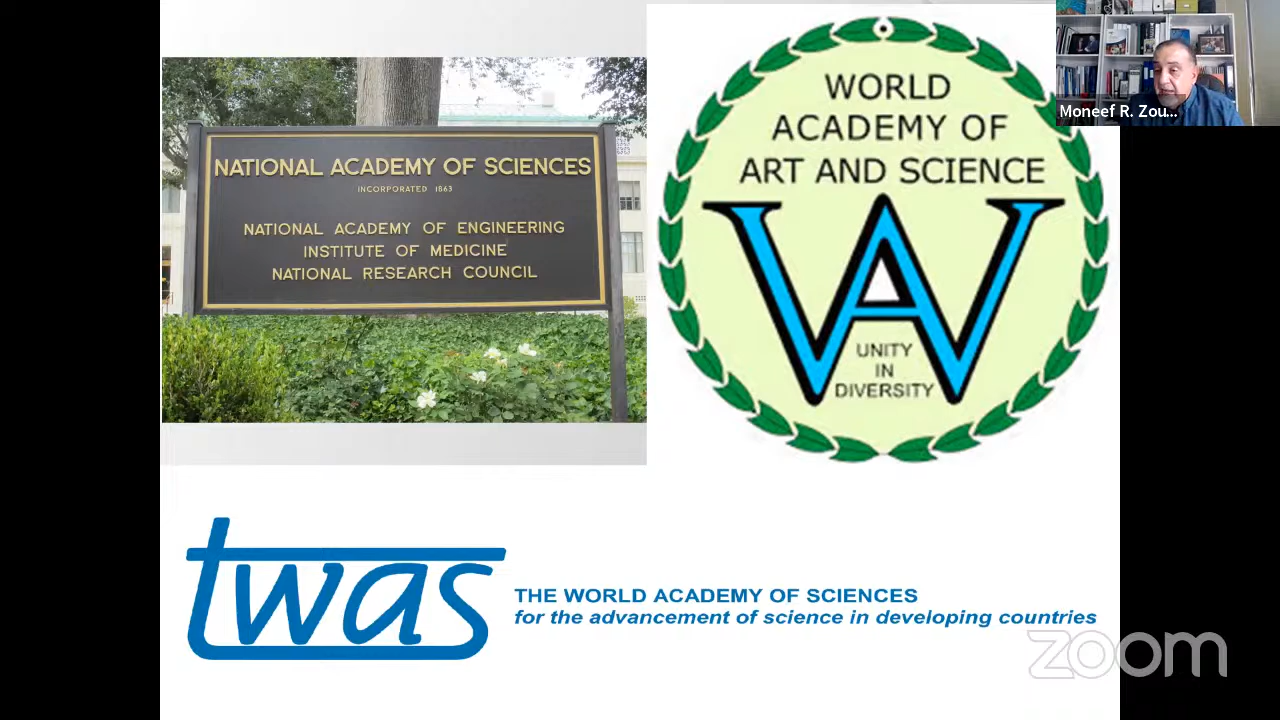 NATIONAL ACADEMY OF SCIENCES
INCORPORATED 1863
NATIONAL ACADEMY OF ENGINEERING
INSTITUTE OF MEDICINE
NATIONAL RESEARCH COUNCIL
WORLD
ACADEMY OF
ART AND SCIENCE
WA
UNITY
IN
DIVERSITY
Moneef R. Zou...
twas
THE WORLD ACADEMY OF SCIENCES
for the advancement of science in developing countries
zoom